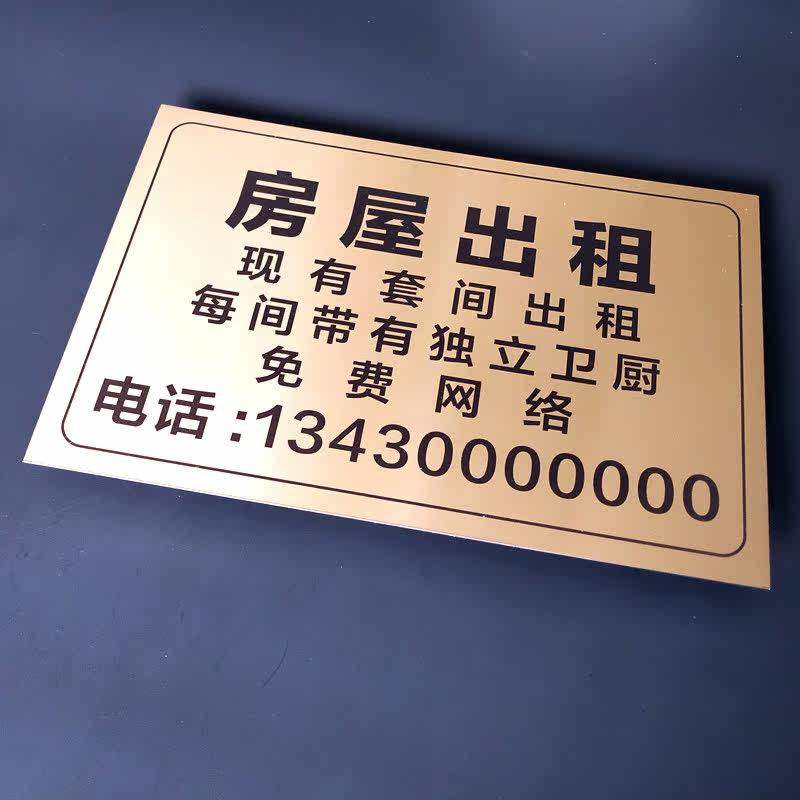 房屋出租
现有套间出租
每间带有独立卫厨
免费网络
电话:13430000000